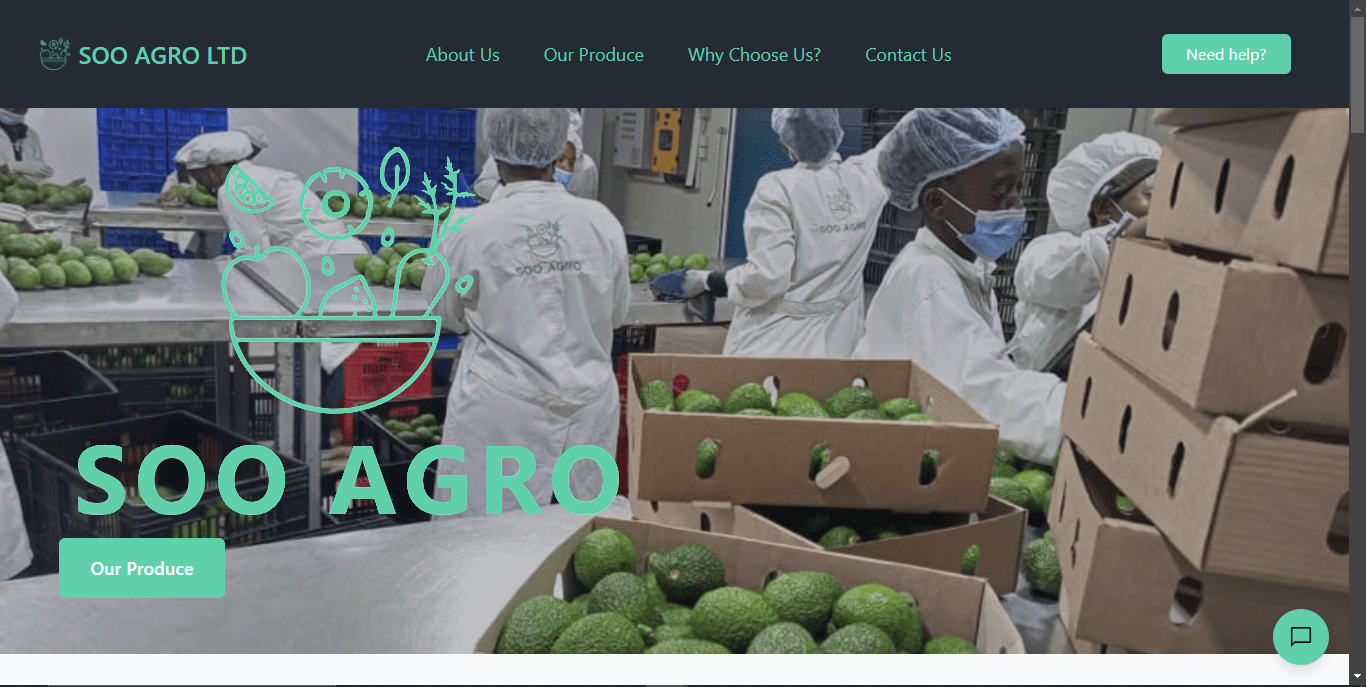 SOO AGRO LTD
About Us
Our Produce
Why Choose Us?
Contact Us
Need help?
SOO AGRO
SOO AGRO
SOO AGRO
Our Produce